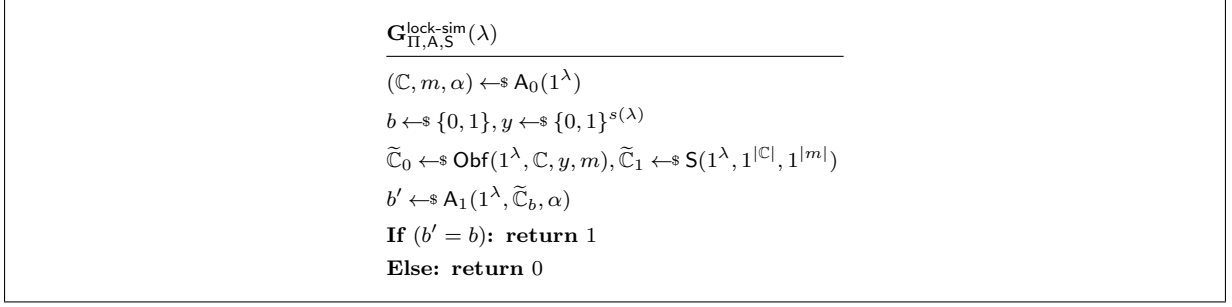 𝐆^{lock-sim}_{Π,A,S}(λ)
(ℂ, m, α) ←$ A₀(1^λ)
b ←$ {0, 1}, y ←$ {0, 1}^{s(λ)}
ℂ̃₀ ←$ Obf(1^λ, ℂ, y, m), ℂ̃₁ ←$ S(1^λ, 1^{|ℂ|}, 1^{|m|})
b′ ←$ A₁(1^λ, ℂ̃_b, α)
If (b′ = b): return 1
Else: return 0